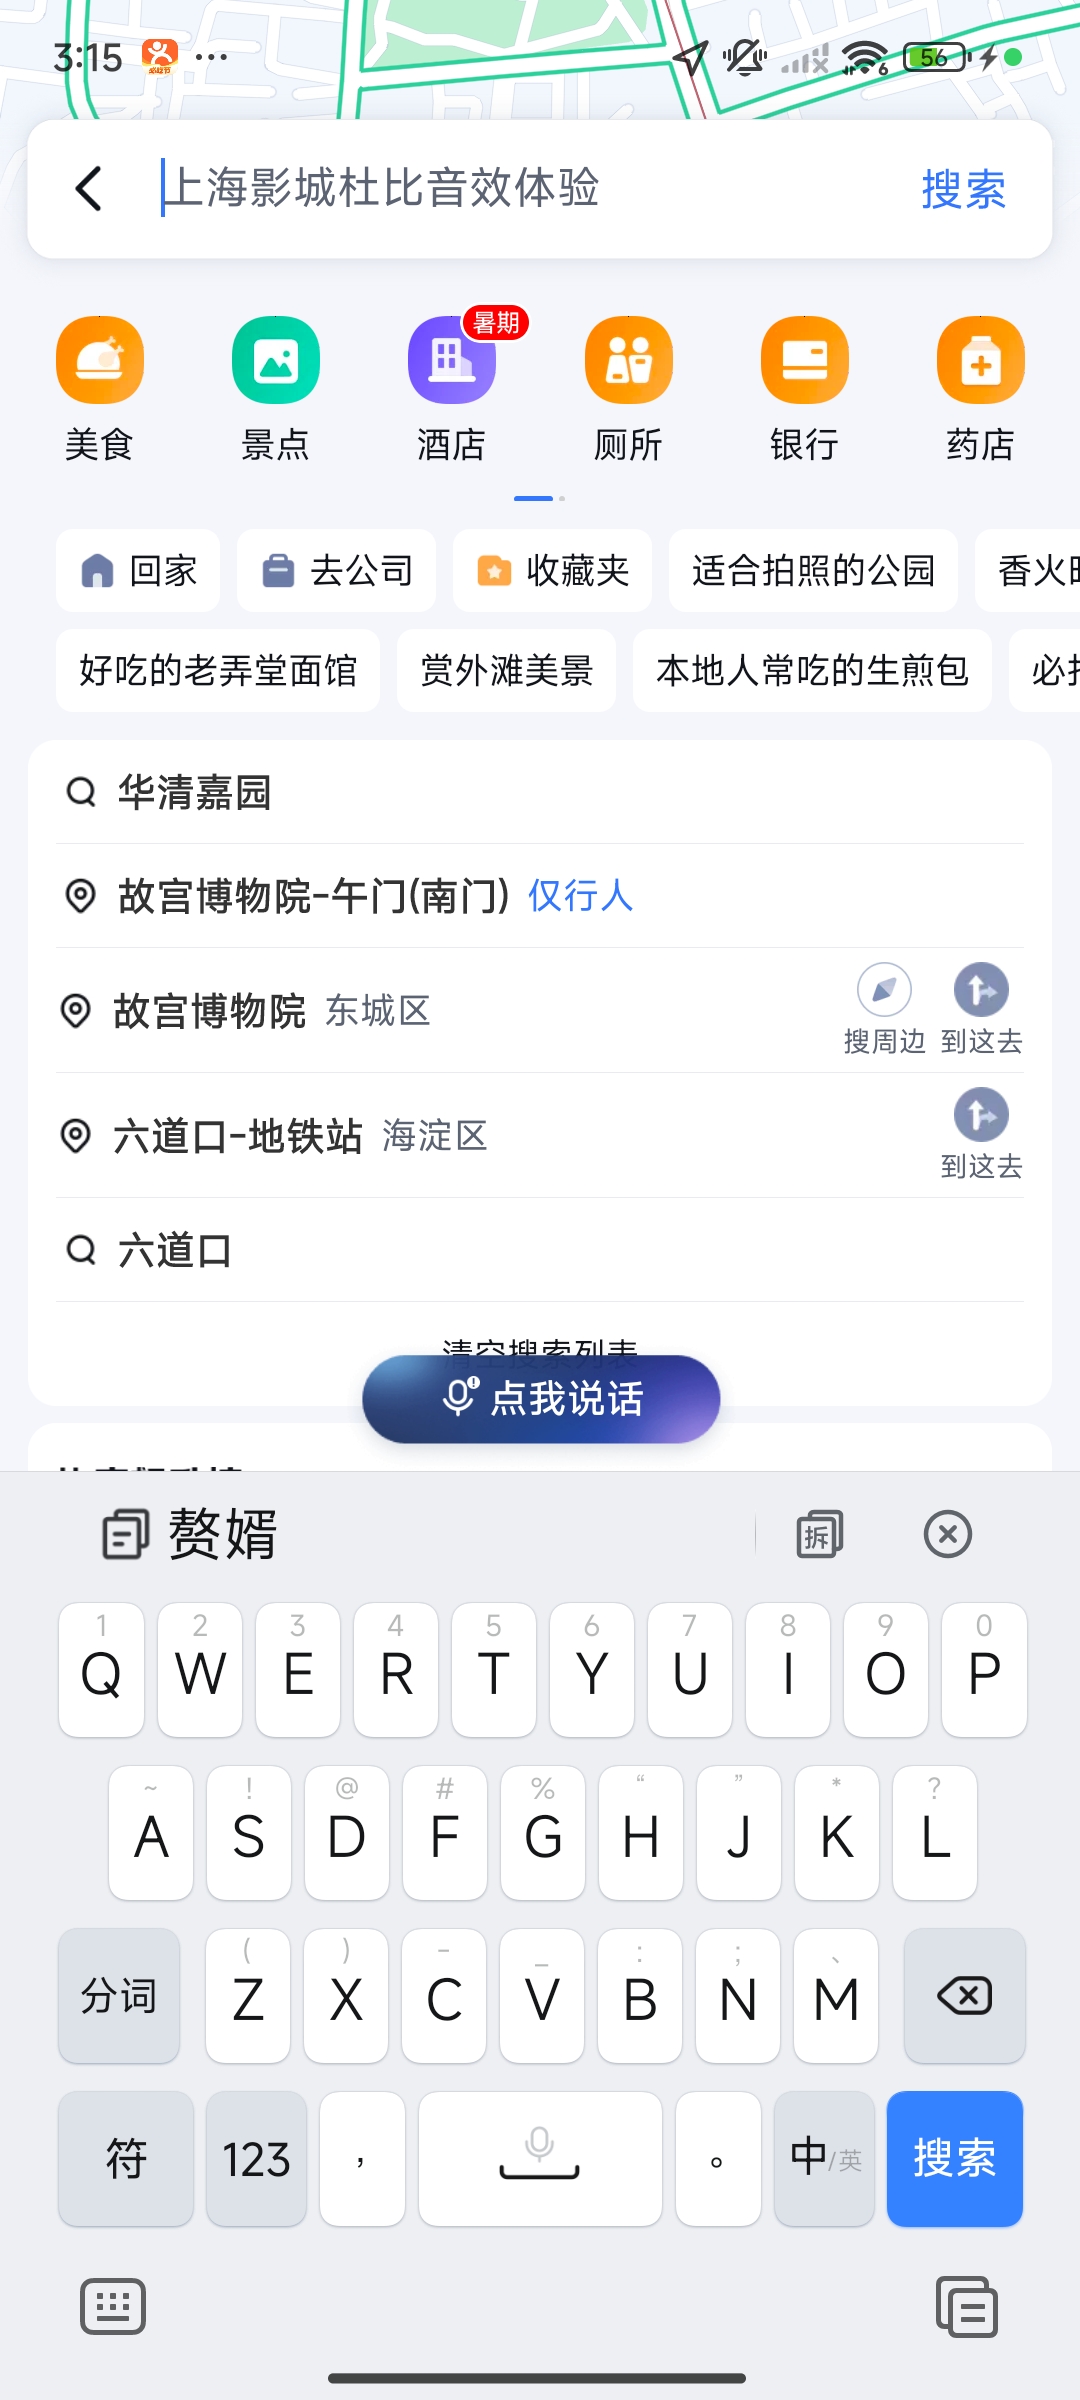 3:15
56
上海影城杜比音效体验 搜索
暑期
美食 景点 酒店 厕所 银行 药店
回家 去公司 收藏夹 适合拍照的公园 香火
好吃的老弄堂面馆 赏外滩美景 本地人常吃的生煎包 必
华清嘉园
故宫博物院-午门(南门) 仅行人
故宫博物院 东城区 搜周边 到这去
六道口-地铁站 海淀区 到这去
六道口
清空搜索列表
点我说话
赘婿 拆
1 2 3 4 5 6 7 8 9 0
Q W E R T Y U I O P
~ ! @ # % “ ” * ?
A S D F G H J K L
( ) - _ : ; 、
分词 Z X C V B N M
符 123 , 。 中/英 搜索